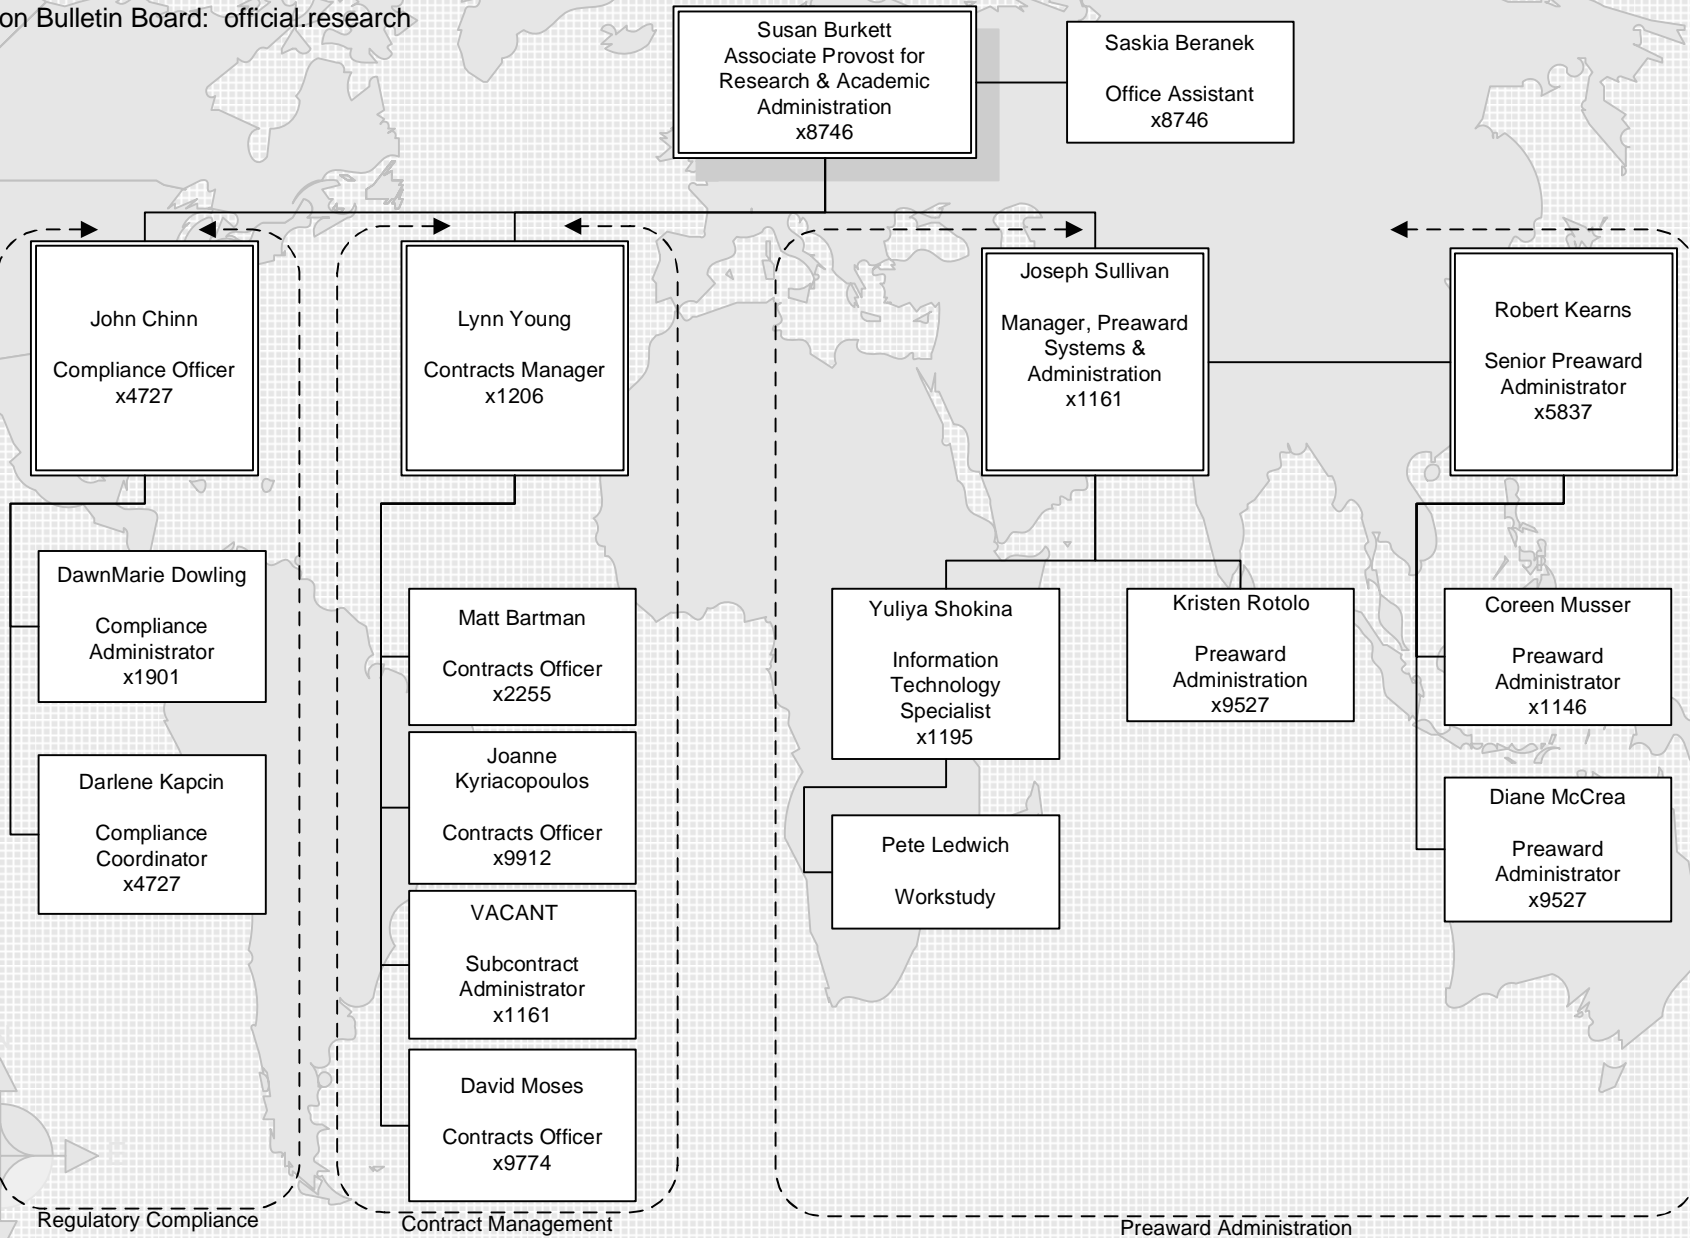 on Bulletin Board: official.research
Susan Burkett
Associate Provost for
Research & Academic
Administration
x8746
Saskia Beranek
Office Assistant
x8746
John Chinn
Compliance Officer
x4727
Lynn Young
Contracts Manager
x1206
Joseph Sullivan
Manager, Preaward
Systems &
Administration
x1161
Robert Kearns
Senior Preaward
Administrator
x5837
DawnMarie Dowling
Compliance
Administrator
x1901
Darlene Kapcin
Compliance
Coordinator
x4727
Matt Bartman
Contracts Officer
x2255
Joanne
Kyriacopoulos
Contracts Officer
x9912
VACANT
Subcontract
Administrator
x1161
David Moses
Contracts Officer
x9774
Yuliya Shokina
Information
Technology
Specialist
x1195
Pete Ledwich
Workstudy
Kristen Rotolo
Preaward
Administration
x9527
Coreen Musser
Preaward
Administrator
x1146
Diane McCrea
Preaward
Administrator
x9527
Regulatory Compliance
Contract Management
Preaward Administration